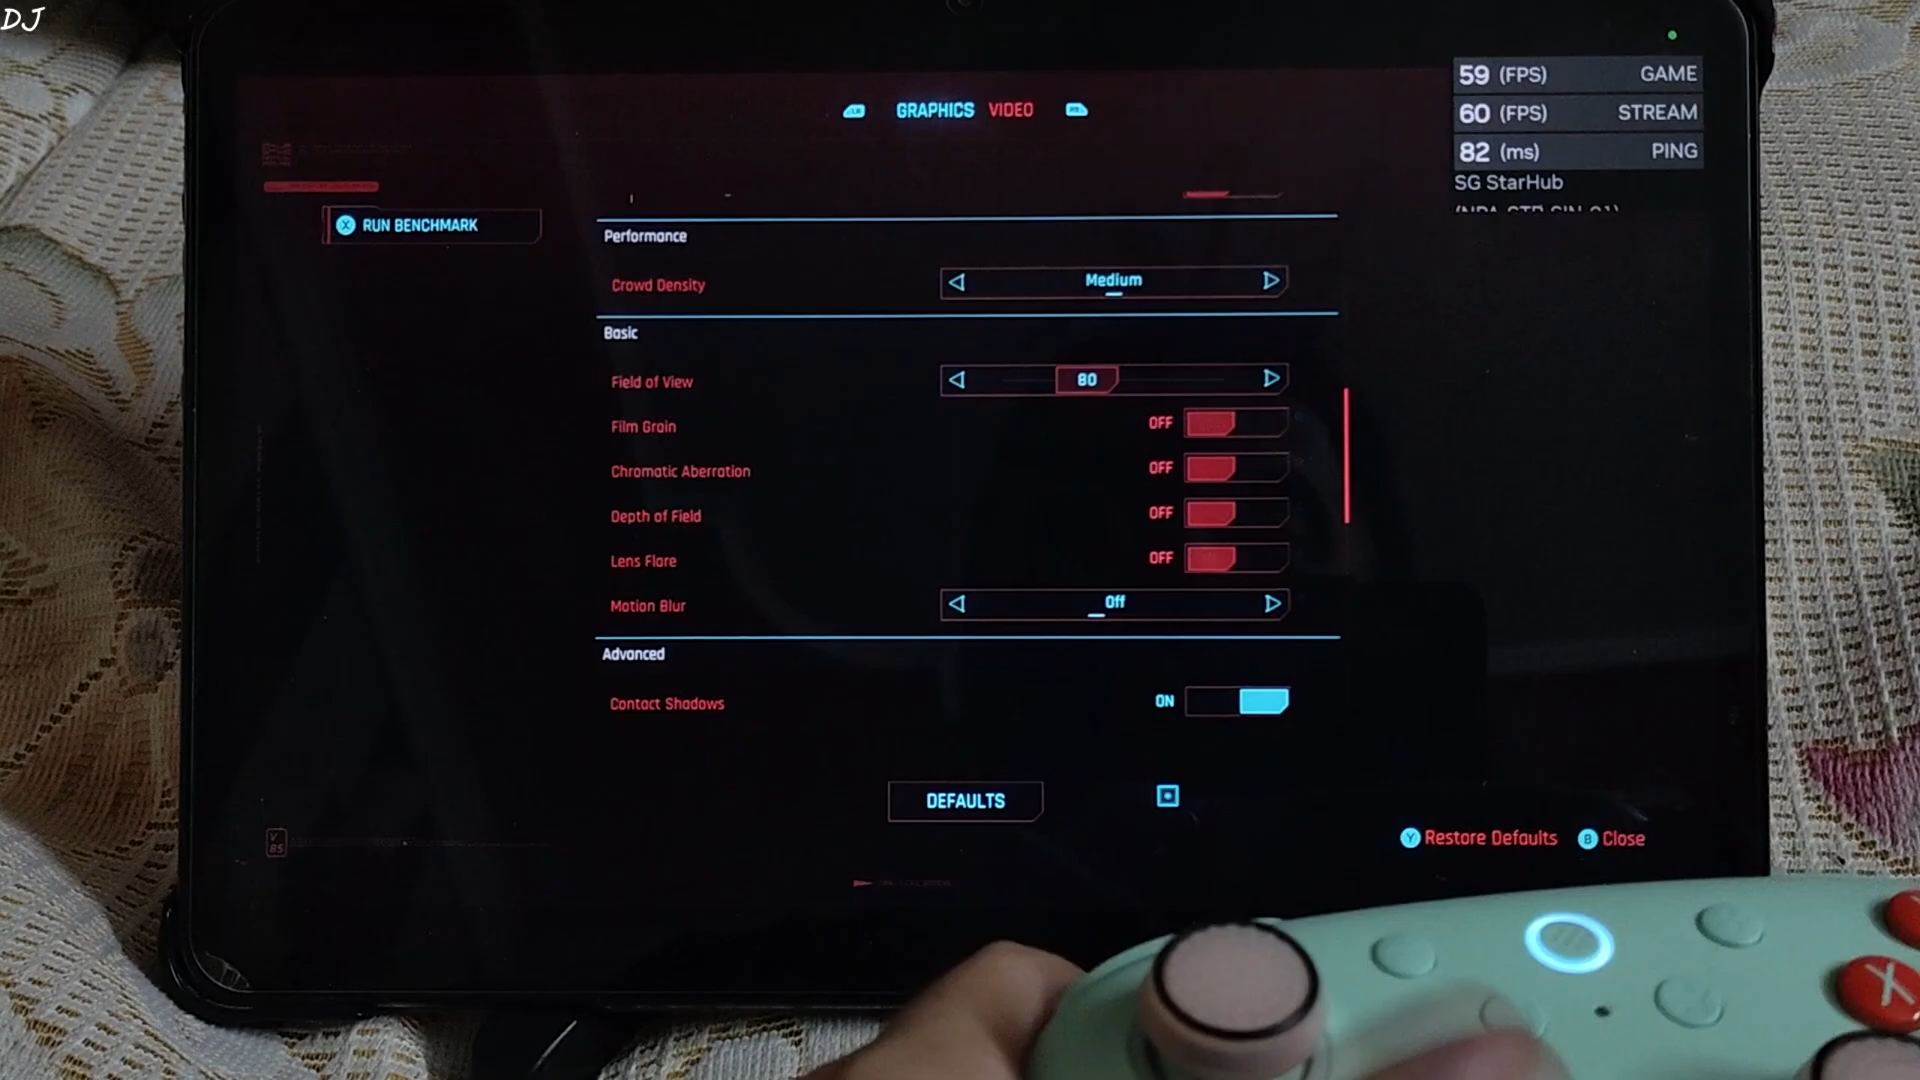 DJ
59 (FPS) GAME
60 (FPS) STREAM
82 (ms) PING
SG StarHub
GRAPHICS VIDEO
X RUN BENCHMARK
Performance
Crowd Density Medium
Basic
Field of View 80
Film Grain OFF
Chromatic Aberration OFF
Depth of Field OFF
Lens Flare OFF
Motion Blur Off
Advanced
Contact Shadows ON
DEFAULTS
Y Restore Defaults B Close
V
85
X